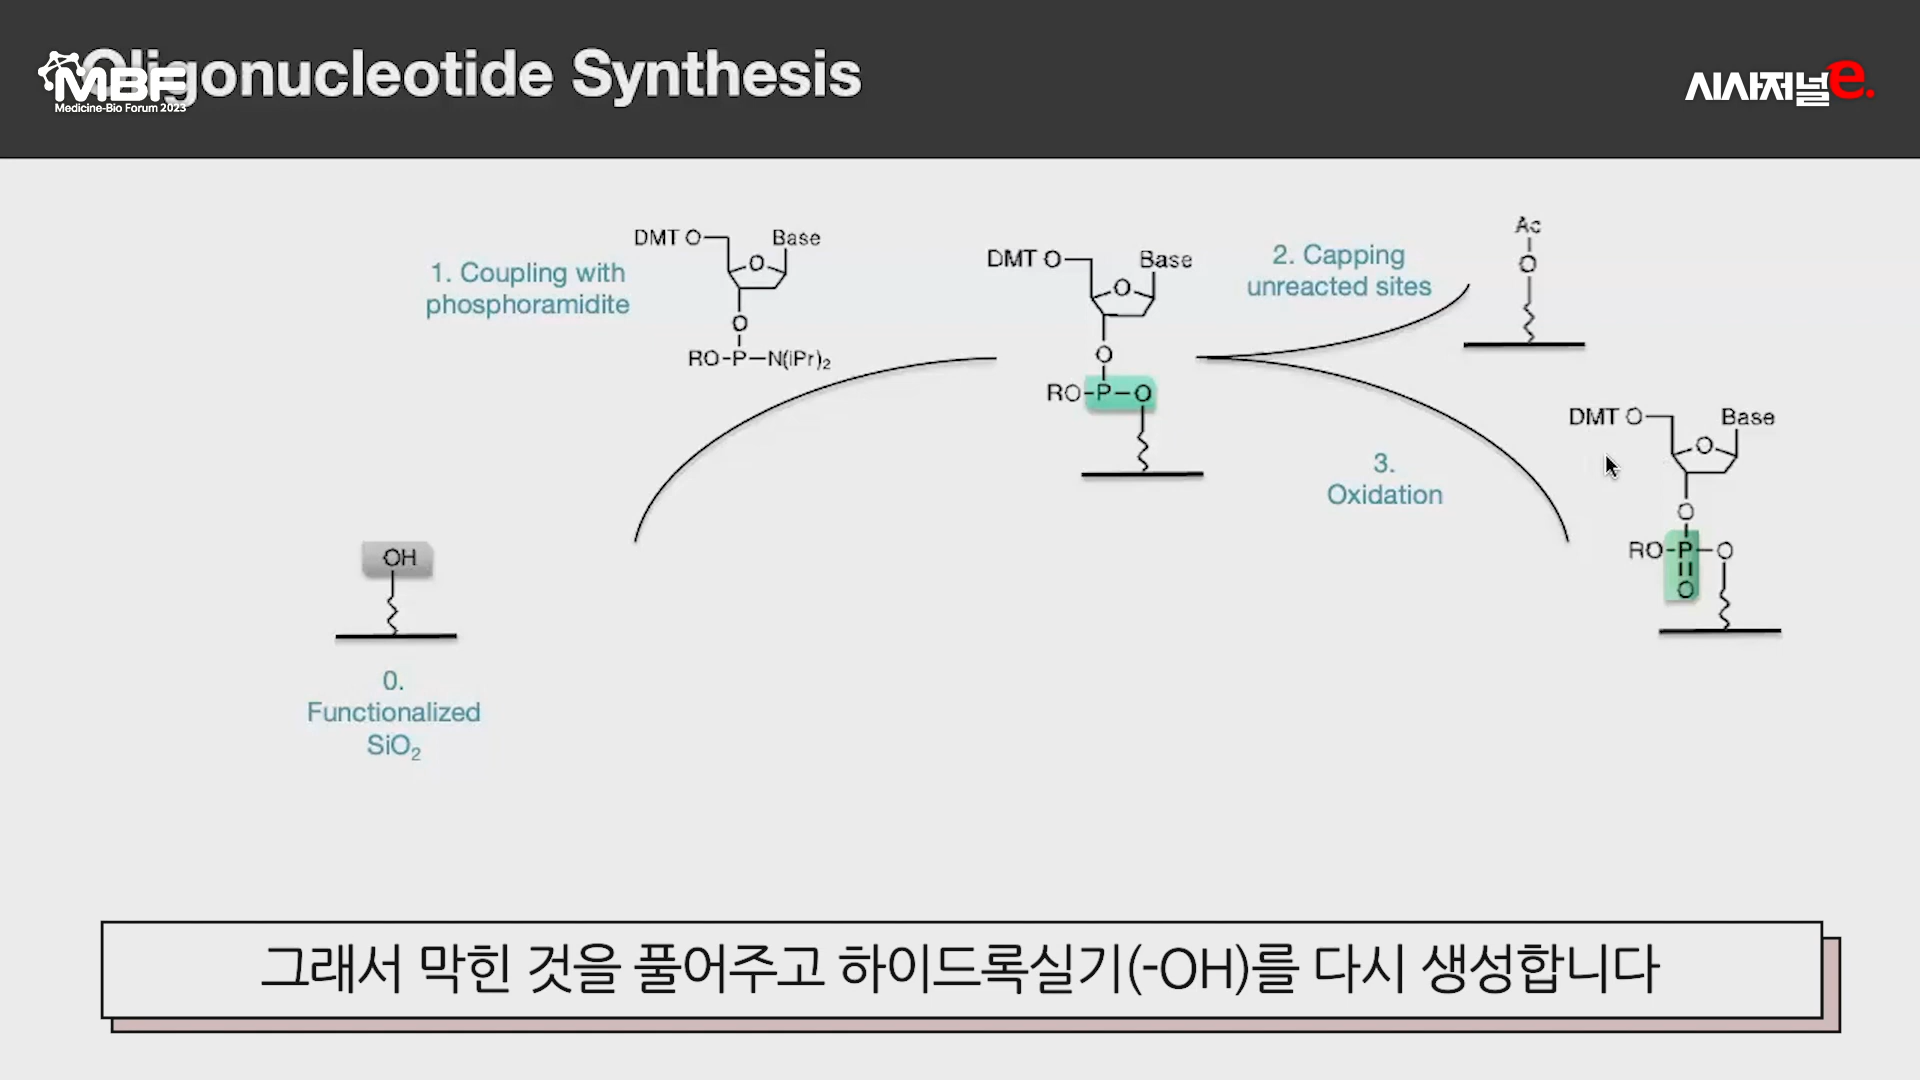 Oligonucleotide Synthesis
MBF
Medicine-Bio Forum 2023
시사저널e.
1. Coupling with
phosphoramidite
DMT O
Base
O
O
RO-P-N(iPr)₂
DMT O
Base
O
O
RO-P-O
2. Capping
unreacted sites
Ac
O
3.
Oxidation
DMT O
Base
O
O
RO-P-O
O
OH
0.
Functionalized
SiO₂
그래서 막힌 것을 풀어주고 하이드록실기(-OH)를 다시 생성합니다